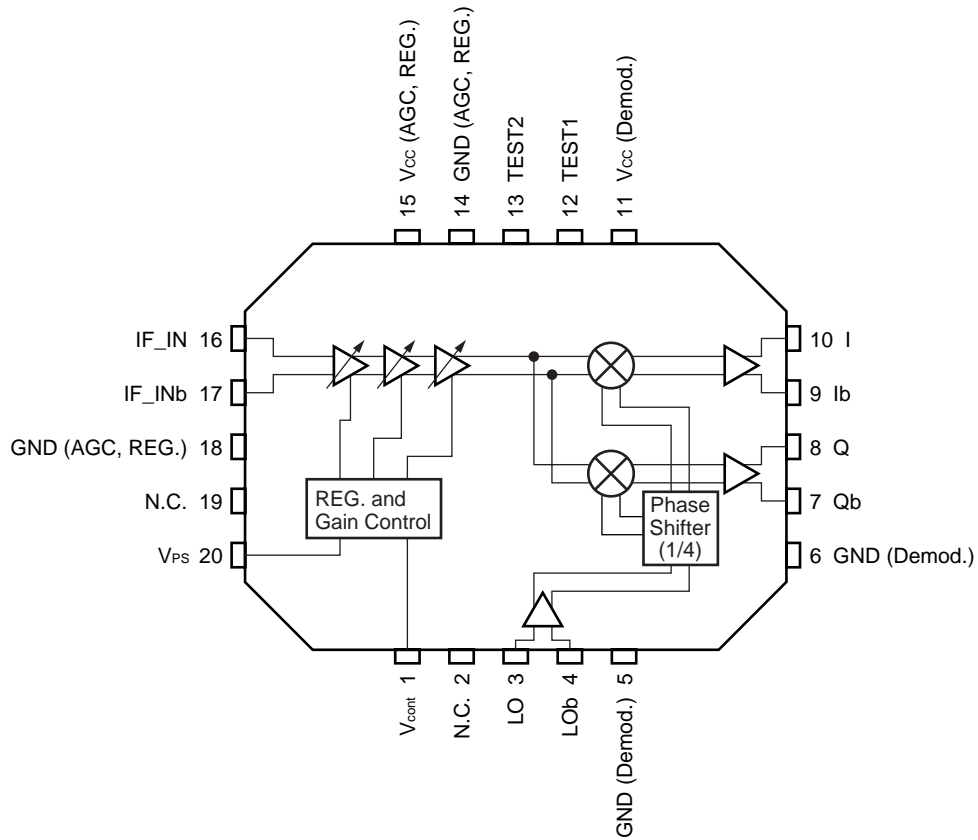 15 VCC (AGC, REG.)
14 GND (AGC, REG.)
13 TEST2
12 TEST1
11 VCC (Demod.)
IF_IN 16
IF_INb 17
GND (AGC, REG.) 18
N.C. 19
VPS 20
10 I
9 Ib
8 Q
7 Qb
6 GND (Demod.)
REG. and
Gain Control
Phase
Shifter
(1/4)
Vcont 1
N.C. 2
LO 3
LOb 4
GND (Demod.) 5